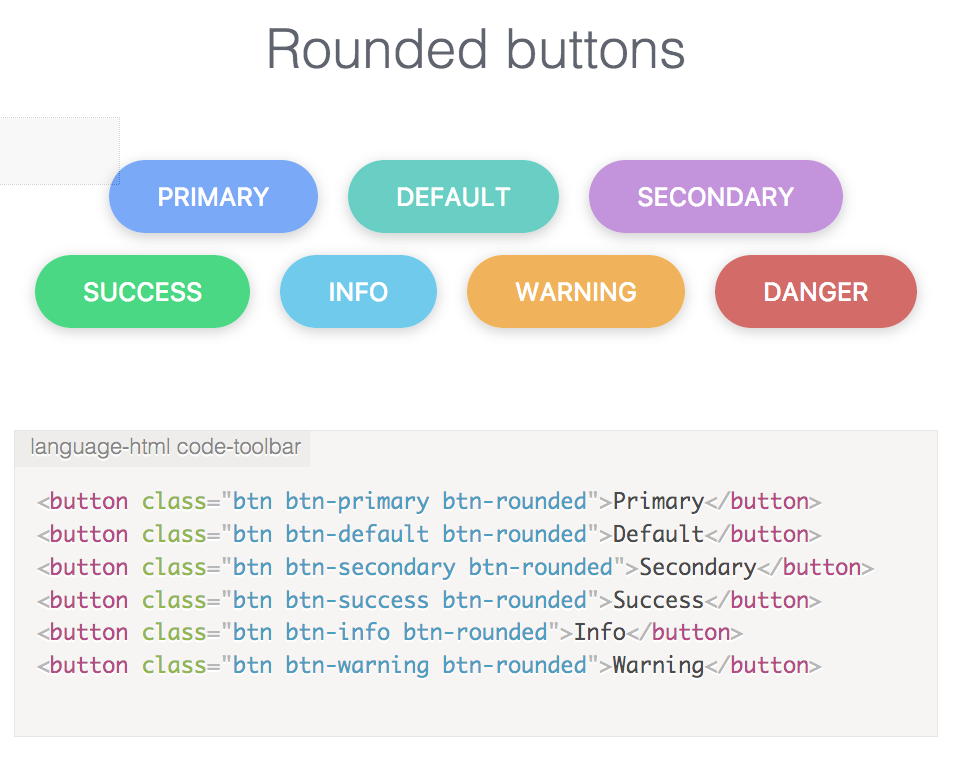 Rounded buttons
PRIMARY DEFAULT SECONDARY
SUCCESS INFO WARNING DANGER
language-html code-toolbar
<button class="btn btn-primary btn-rounded">Primary</button>
<button class="btn btn-default btn-rounded">Default</button>
<button class="btn btn-secondary btn-rounded">Secondary</button>
<button class="btn btn-success btn-rounded">Success</button>
<button class="btn btn-info btn-rounded">Info</button>
<button class="btn btn-warning btn-rounded">Warning</button>